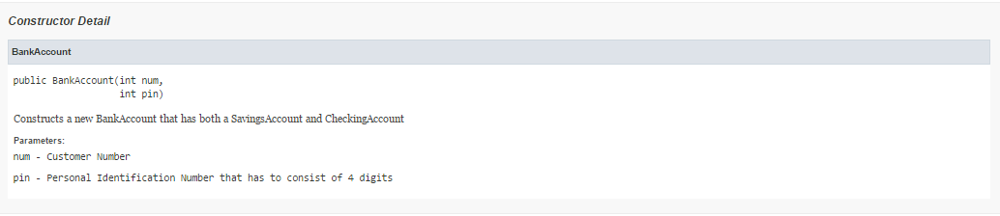 Constructor Detail
BankAccount
public BankAccount(int num,
int pin)
Constructs a new BankAccount that has both a SavingsAccount and CheckingAccount
Parameters:
num - Customer Number
pin - Personal Identification Number that has to consist of 4 digits